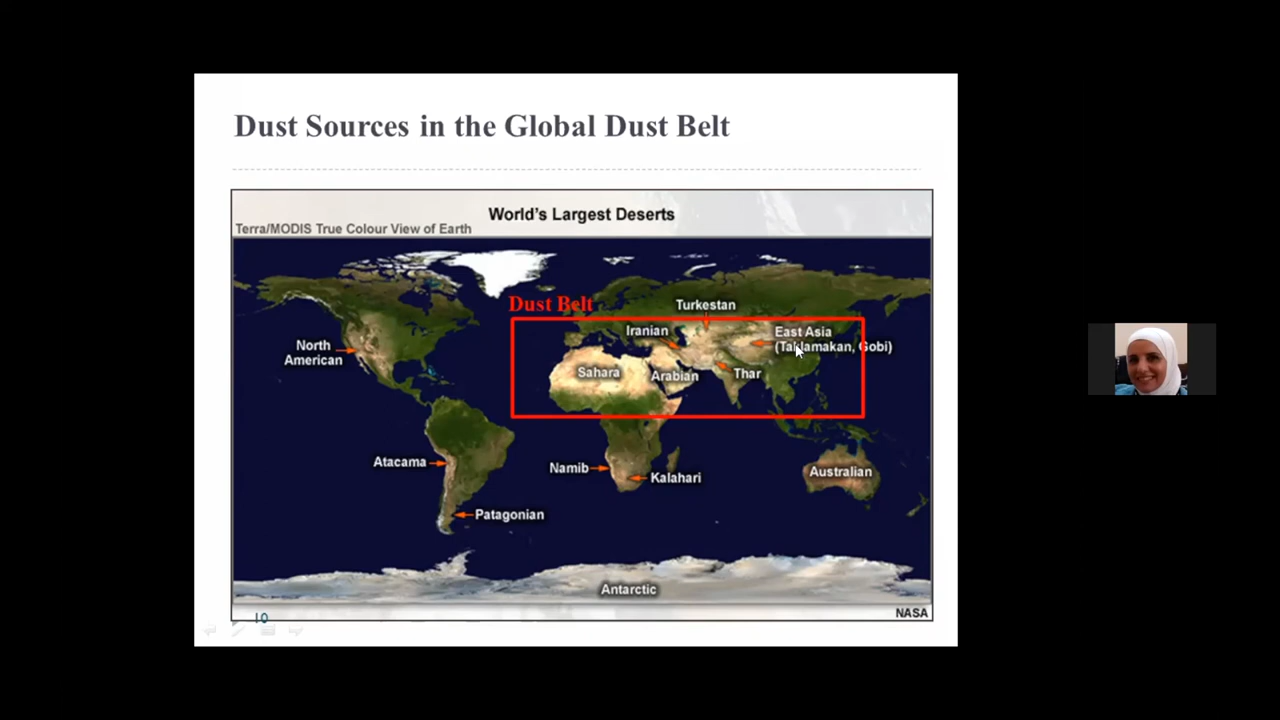 Dust Sources in the Global Dust Belt
World's Largest Deserts
Terra/MODIS True Colour View of Earth
Dust Belt
Turkestan
Iranian
East Asia
(Taklamakan, Gobi)
North
American
Sahara
Arabian
Thar
Atacama
Namib
Kalahari
Australian
Patagonian
Antarctic
NASA
10